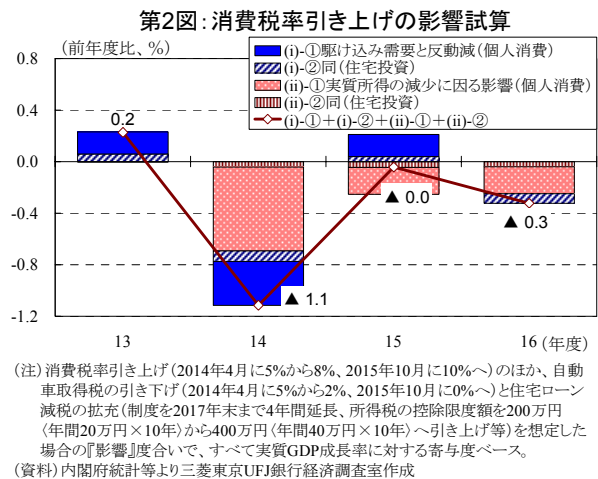 第2図：消費税率引き上げの影響試算
(前年度比、%)
(i)-①駆け込み需要と反動減(個人消費)
(i)-②同(住宅投資)
(ii)-①実質所得の減少に因る影響(個人消費)
(ii)-②同(住宅投資)
(i)-①＋(i)-②＋(ii)-①＋(ii)-②
0.8
0.4
0.0
-0.4
-0.8
-1.2
0.2
▲ 1.1
▲ 0.0
▲ 0.3
13 14 15 16 (年度)
(注)消費税率引き上げ(2014年4月に5%から8%、2015年10月に10%へ)のほか、自動
車取得税の引き下げ(2014年4月に5%から2%、2015年10月に0%へ)と住宅ローン
減税の拡充(制度を2017年末まで4年間延長、所得税の控除限度額を200万円
〈年間20万円×10年〉から400万円〈年間40万円×10年〉へ引き上げ等)を想定した
場合の『影響』度合いで、すべて実質GDP成長率に対する寄与度ベース。
(資料)内閣府統計等より三菱東京UFJ銀行経済調査室作成